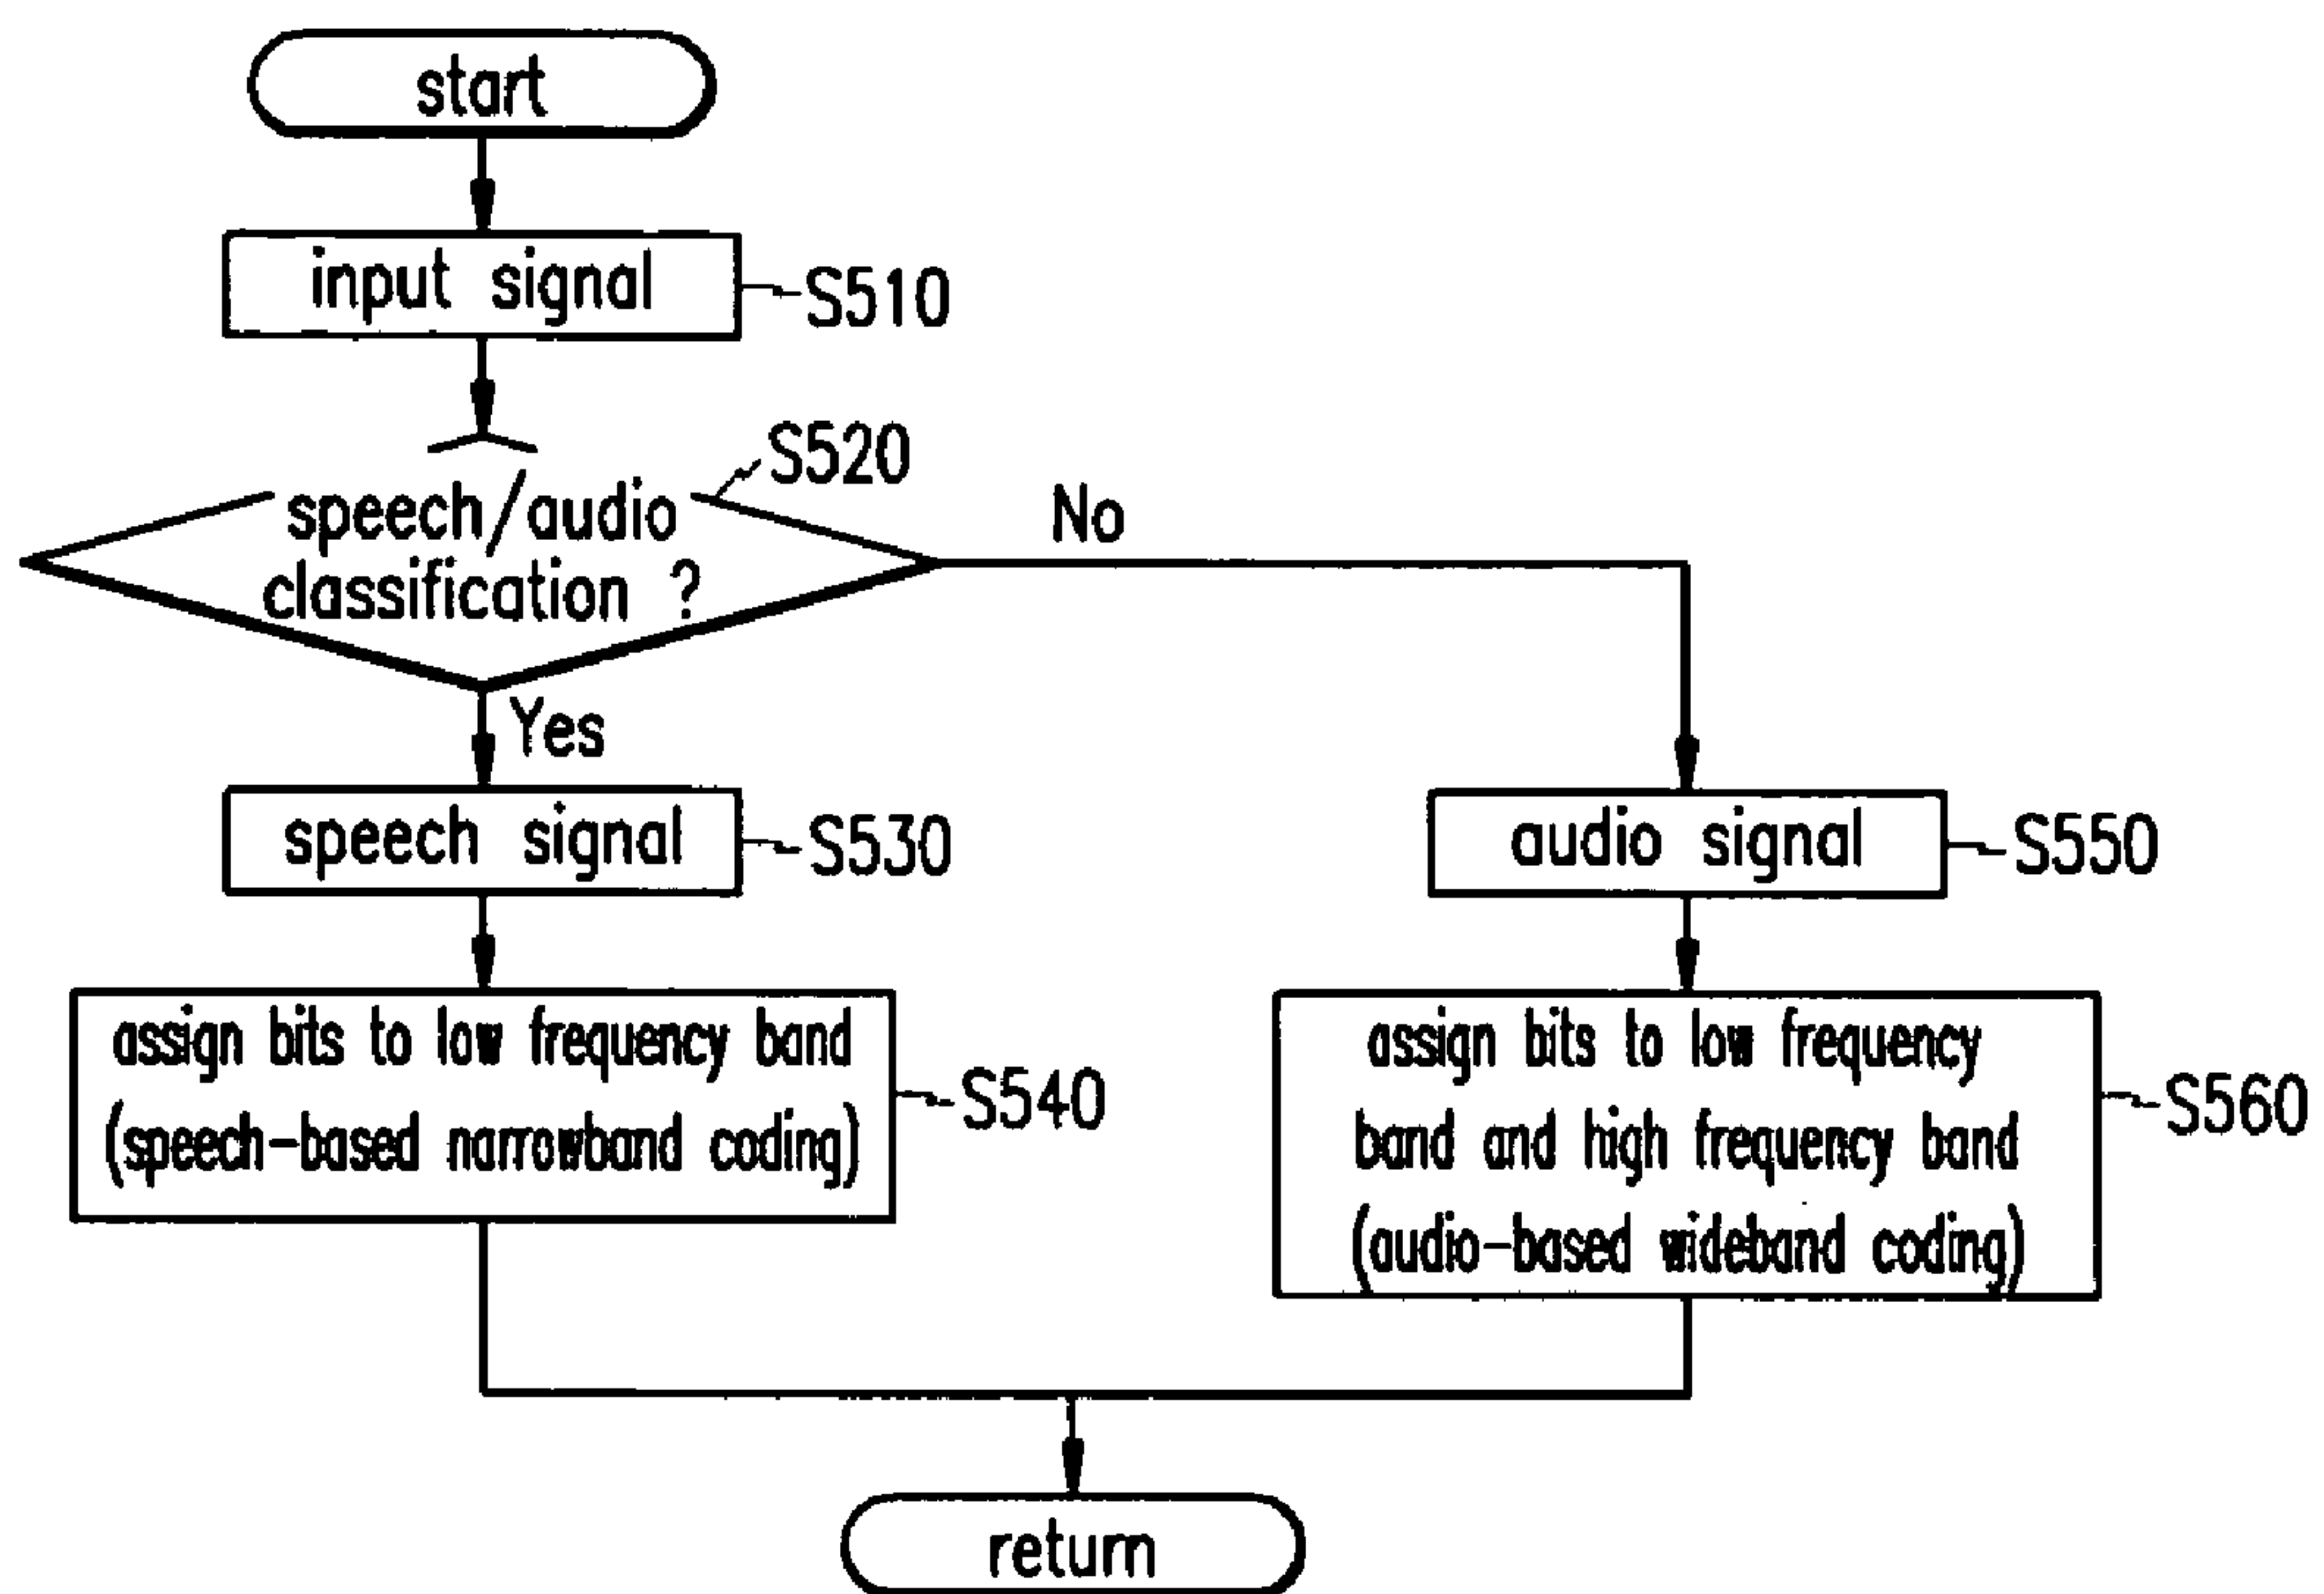 start
input signal
S510
S520
speech/audio
classification ?
No
Yes
speech signal
S530
audio signal
S550
assign bits to low frequency band
(speech-based narrowband coding)
S540
assign bits to low frequency
band and high frequency band
(audio-based wideband coding)
S560
return